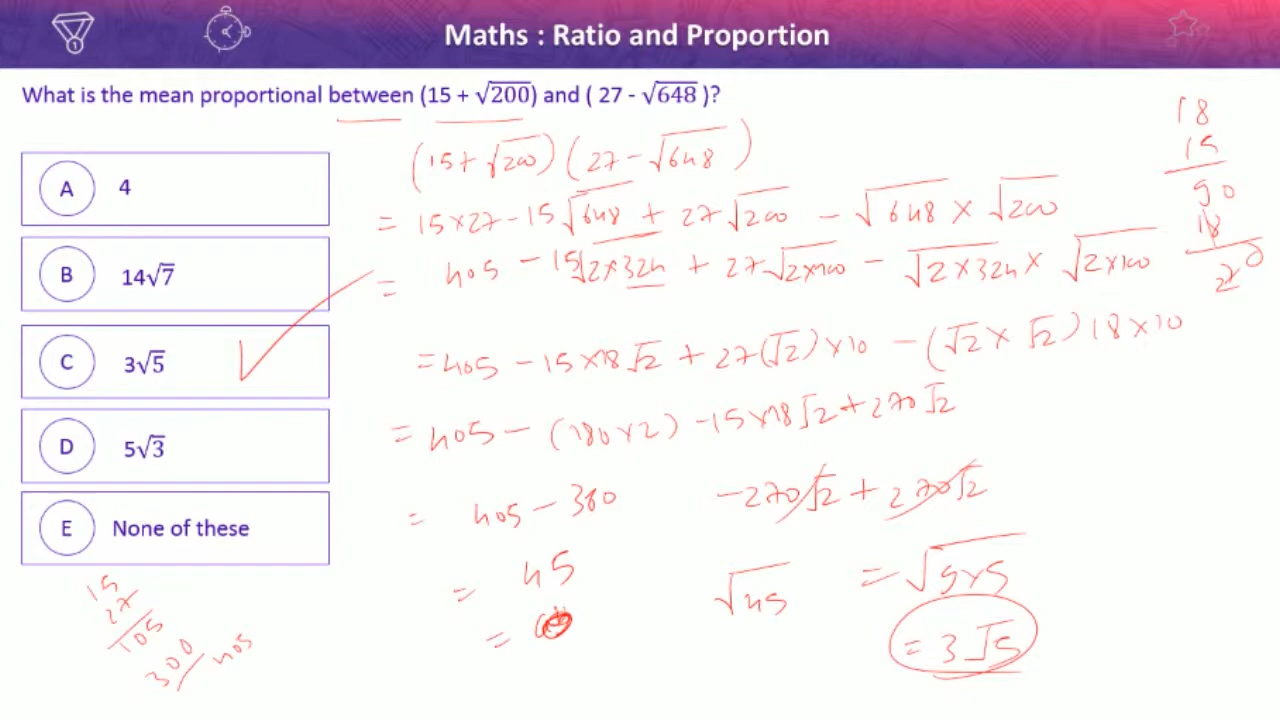 1
Maths : Ratio and Proportion
What is the mean proportional between (15 + √200) and ( 27 - √648 )?
A 4
B 14√7
C 3√5
D 5√3
E None of these
(15+√200)(27-√648)
= 15×27-15√648 + 27√200 - √648 × √200
= 405 - 15√2×324 + 27√2×100 - √2×324× √2×100
=405 - 15×18√2 + 27(√2)×10 - (√2×√2)18×10
= 405 - (180×2) -15×18√2+270√2
= 405 - 360 -270√2 + 270√2
= 45
=
√45 = √9×5
= 3√5
18
15
90
18
270
15
27
105
300
405